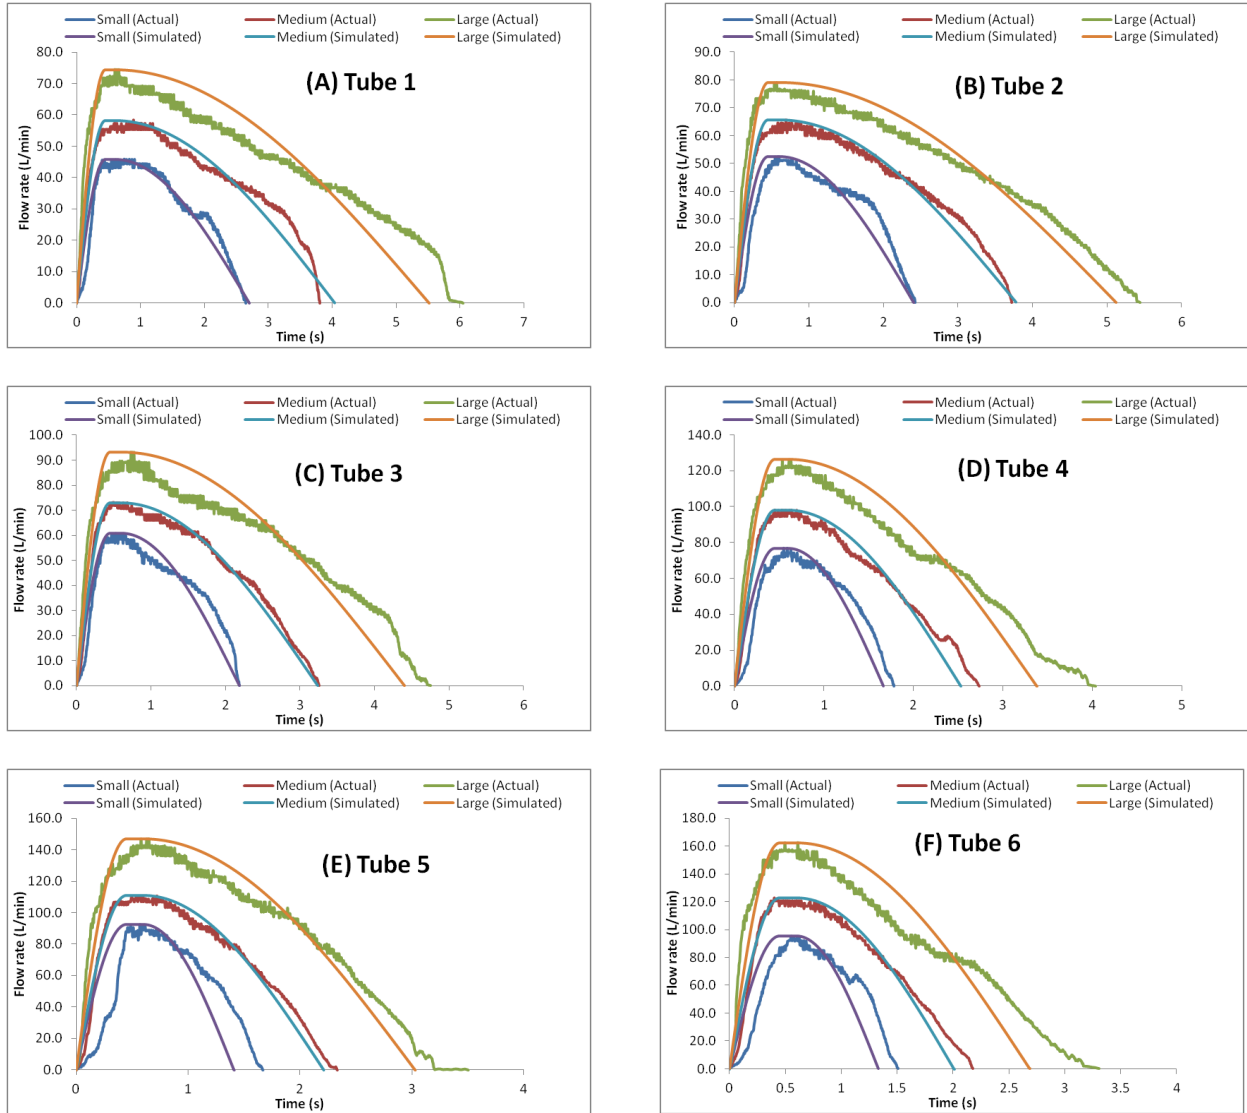 Small (Actual) Medium (Actual) Large (Actual)
Small (Simulated) Medium (Simulated) Large (Simulated)
80.0
70.0
60.0
50.0
40.0
30.0
20.0
10.0
0.0
Flow rate (L/min)
(A) Tube 1
0 1 2 3 4 5 6 7
Time (s)
Small (Actual) Medium (Actual) Large (Actual)
Small (Simulated) Medium (Simulated) Large (Simulated)
90.0
80.0
70.0
60.0
50.0
40.0
30.0
20.0
10.0
0.0
Flow rate (L/min)
(B) Tube 2
0 1 2 3 4 5 6
Time (s)
Small (Actual) Medium (Actual) Large (Actual)
Small (Simulated) Medium (Simulated) Large (Simulated)
100.0
90.0
80.0
70.0
60.0
50.0
40.0
30.0
20.0
10.0
0.0
Flow rate (L/min)
(C) Tube 3
0 1 2 3 4 5 6
Time (s)
Small (Actual) Medium (Actual) Large (Actual)
Small (Simulated) Medium (Simulated) Large (Simulated)
140.0
120.0
100.0
80.0
60.0
40.0
20.0
0.0
Flow rate (L/min)
(D) Tube 4
0 1 2 3 4 5
Time (s)
Small (Actual) Medium (Actual) Large (Actual)
Small (Simulated) Medium (Simulated) Large (Simulated)
160.0
140.0
120.0
100.0
80.0
60.0
40.0
20.0
0.0
Flow rate (L/min)
(E) Tube 5
0 1 2 3 4
Time (s)
Small (Actual) Medium (Actual) Large (Actual)
Small (Simulated) Medium (Simulated) Large (Simulated)
180.0
160.0
140.0
120.0
100.0
80.0
60.0
40.0
20.0
0.0
Flow rate (L/min)
(F) Tube 6
0 0.5 1 1.5 2 2.5 3 3.5 4
Time (s)